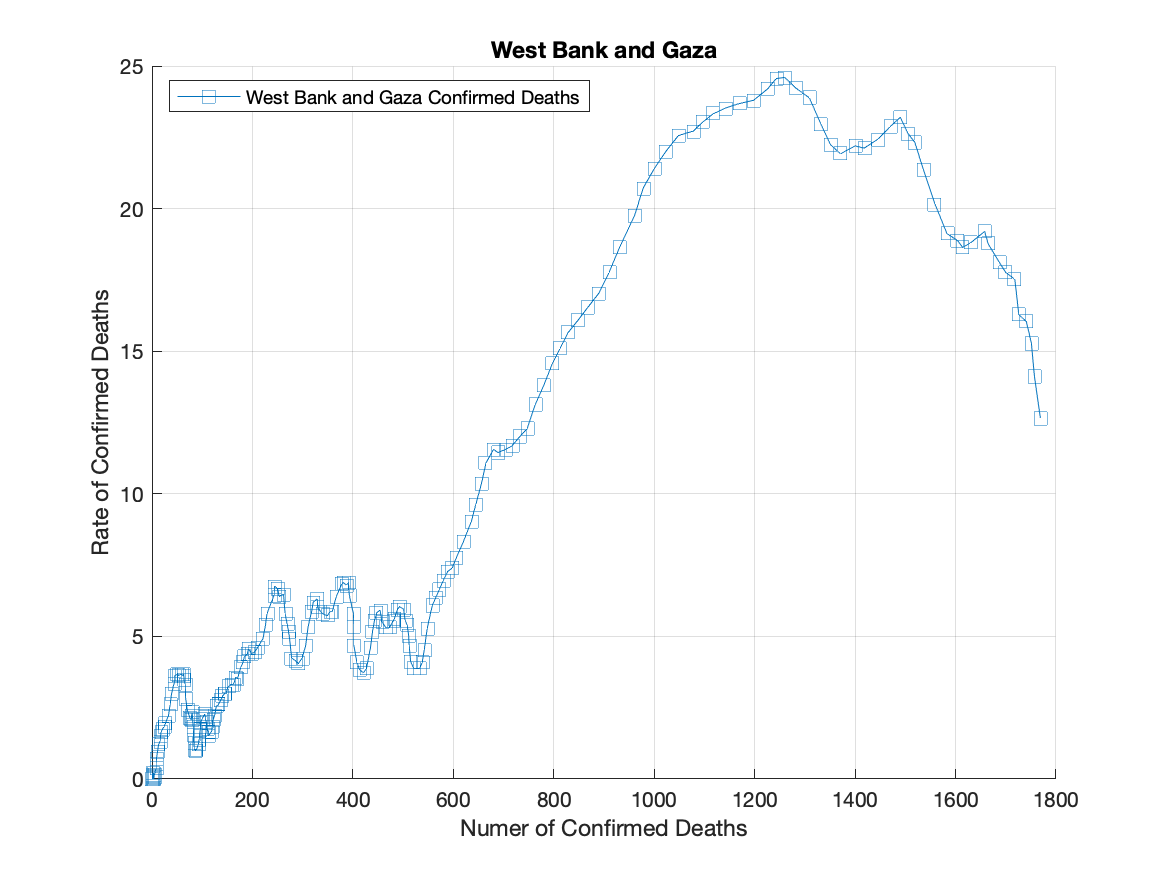 West Bank and Gaza
West Bank and Gaza Confirmed Deaths
Rate of Confirmed Deaths
25
20
15
10
5
0
0 200 400 600 800 1000 1200 1400 1600 1800
Numer of Confirmed Deaths